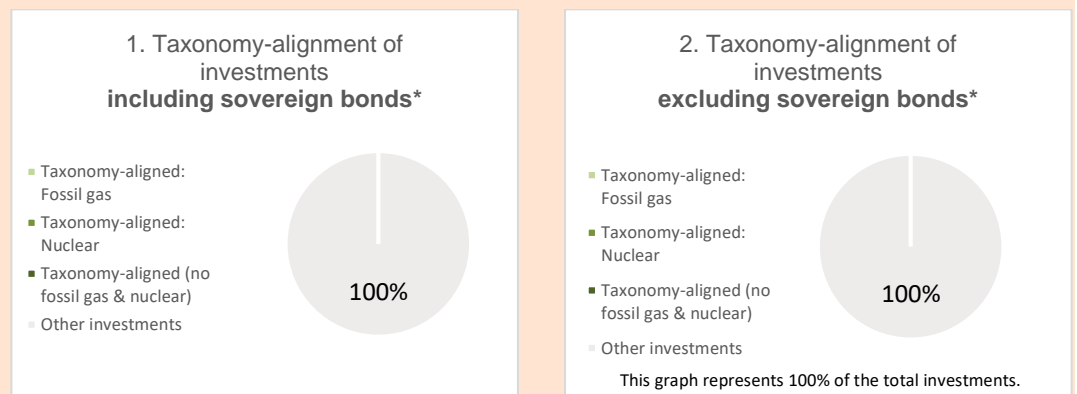 1. Taxonomy-alignment of
investments
including sovereign bonds*
Taxonomy-aligned:
Fossil gas
Taxonomy-aligned:
Nuclear
Taxonomy-aligned (no
fossil gas & nuclear)
Other investments
100%
2. Taxonomy-alignment of
investments
excluding sovereign bonds*
Taxonomy-aligned:
Fossil gas
Taxonomy-aligned:
Nuclear
Taxonomy-aligned (no
fossil gas & nuclear)
Other investments
100%
This graph represents 100% of the total investments.